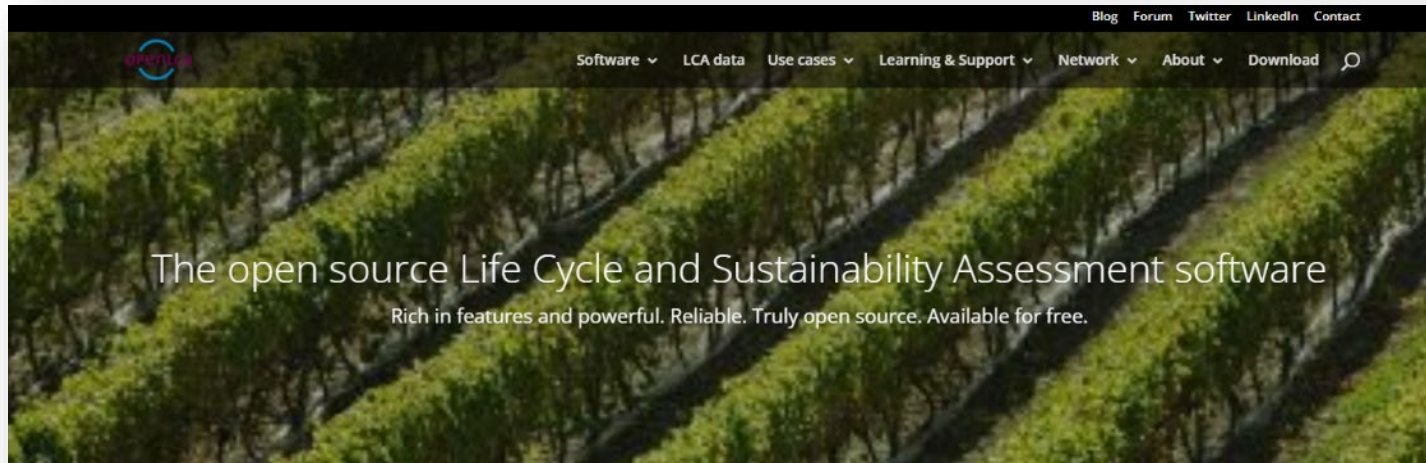 Blog Forum Twitter LinkedIn Contact
openLCA
Software LCA data Use cases Learning & Support Network About Download
The open source Life Cycle and Sustainability Assessment software
Rich in features and powerful. Reliable. Truly open source. Available for free.